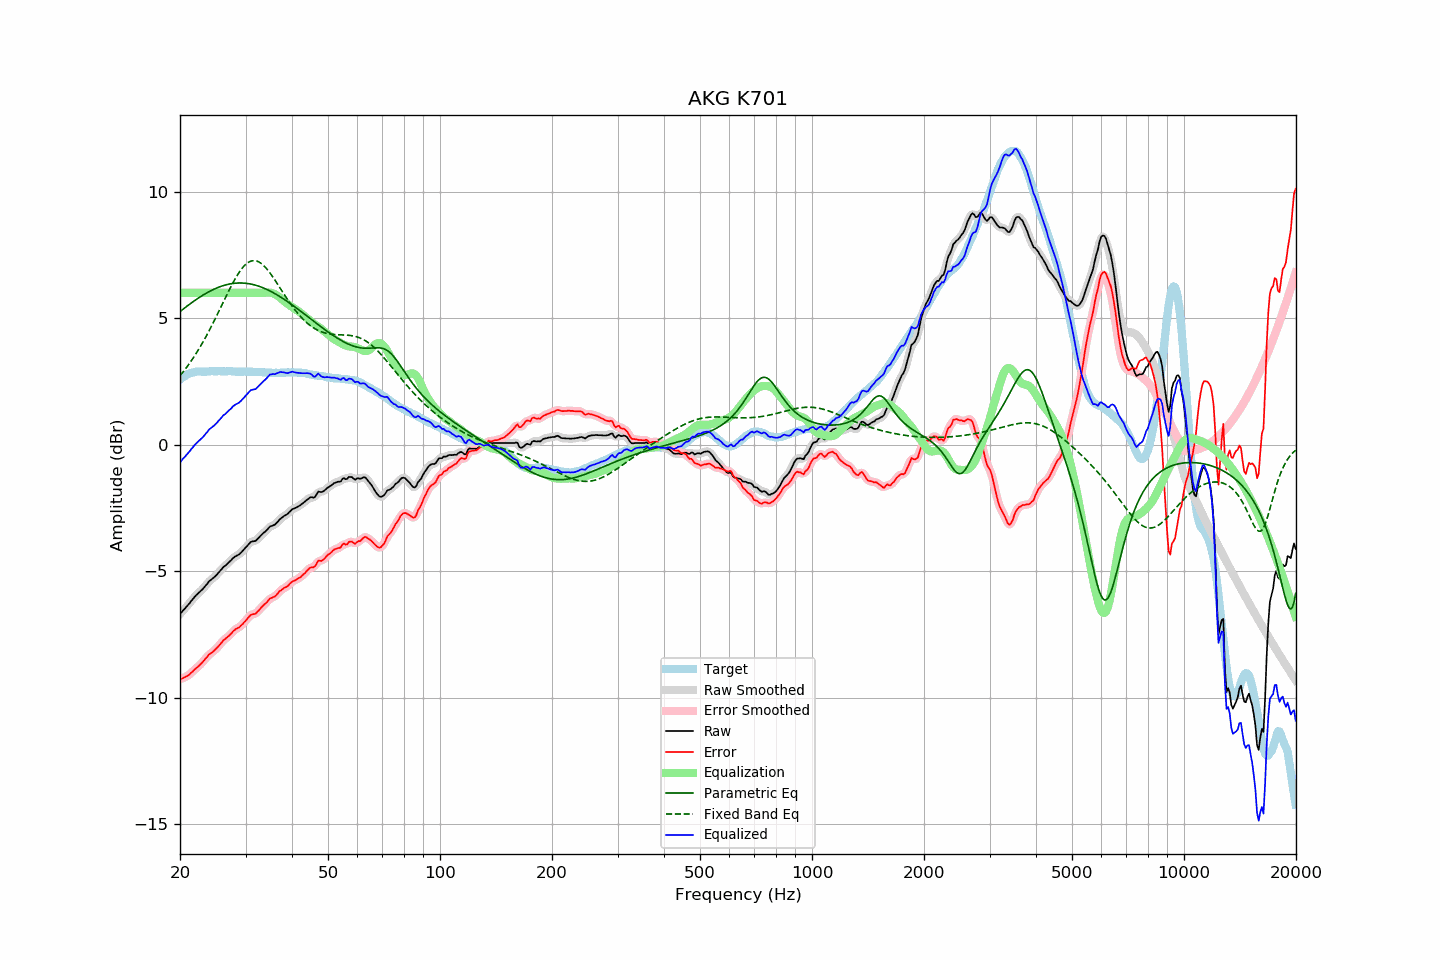 AKG K701
Amplitude (dBr)
10
5
0
−5
−10
−15
Target
Raw Smoothed
Error Smoothed
Raw
Error
Equalization
Parametric Eq
Fixed Band Eq
Equalized
20 50 100 200 500 1000 2000 5000 10000 20000
Frequency (Hz)